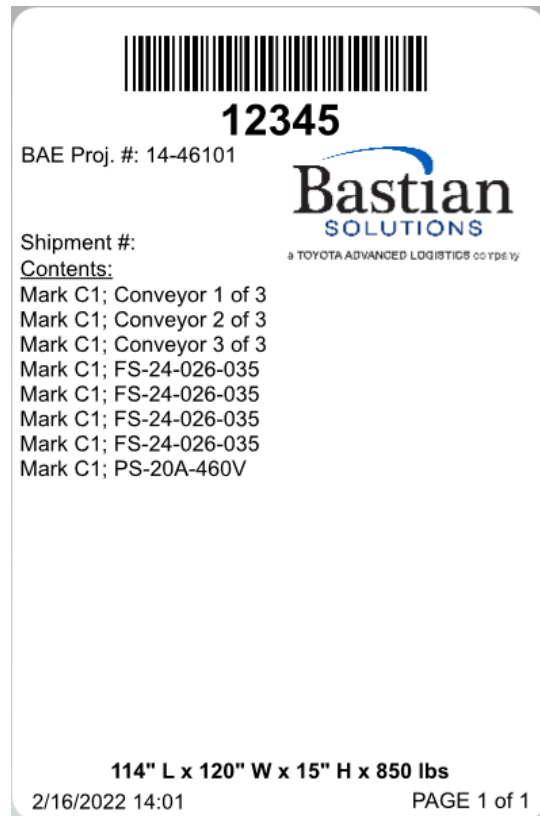 12345
BAE Proj. #: 14-46101
Bastian
SOLUTIONS
a TOYOTA ADVANCED LOGISTICS company
Shipment #:
Contents:
Mark C1; Conveyor 1 of 3
Mark C1; Conveyor 2 of 3
Mark C1; Conveyor 3 of 3
Mark C1; FS-24-026-035
Mark C1; FS-24-026-035
Mark C1; FS-24-026-035
Mark C1; FS-24-026-035
Mark C1; PS-20A-460V
114" L x 120" W x 15" H x 850 lbs
2/16/2022 14:01
PAGE 1 of 1